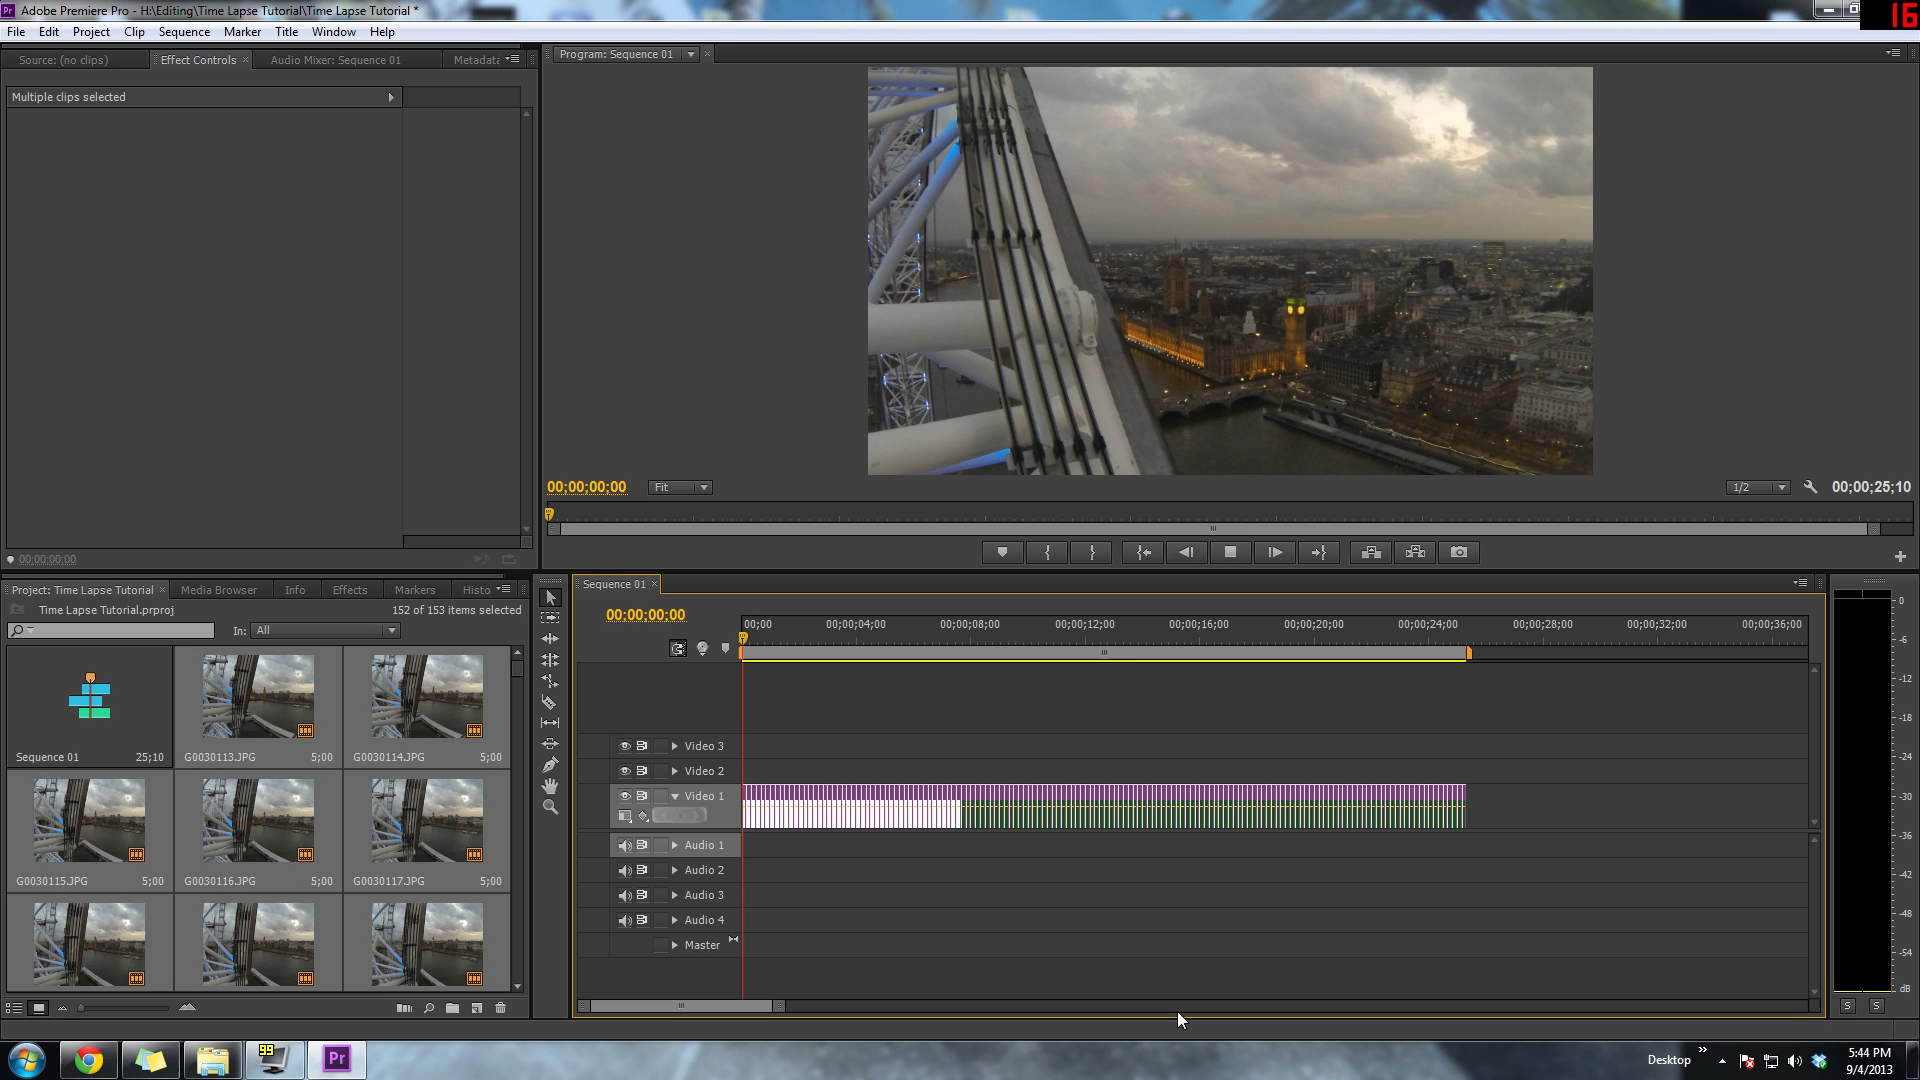 Pr Adobe Premiere Pro - H:\Editing\Time Lapse Tutorial\Time Lapse Tutorial *
16
File Edit Project Clip Sequence Marker Title Window Help
Source: (no clips) Effect Controls × Audio Mixer: Sequence 01 Metadata
Program: Sequence 01 ×
Multiple clips selected
00;00;00;00 Fit 1/2 00;00;25;10
00:00:00:00
Project: Time Lapse Tutorial × Media Browser Info Effects Markers Histo
Time Lapse Tutorial.prproj 152 of 153 items selected
In: All
Sequence 01 25;10
G0030113.JPG 5;00
G0030114.JPG 5;00
G0030115.JPG 5;00
G0030116.JPG 5;00
G0030117.JPG 5;00
Sequence 01 ×
00;00;00;00
00;00 00;00;04;00 00;00;08;00 00;00;12;00 00;00;16;00 00;00;20;00 00;00;24;00 00;00;28;00 00;00;32;00 00;00;36;00
Video 3
Video 2
Video 1
Audio 1
Audio 2
Audio 3
Audio 4
Master
0
-6
-12
-18
-24
-30
-36
-42
-48
-54
dB
S S
99
Pr
Desktop
5:44 PM
9/4/2013